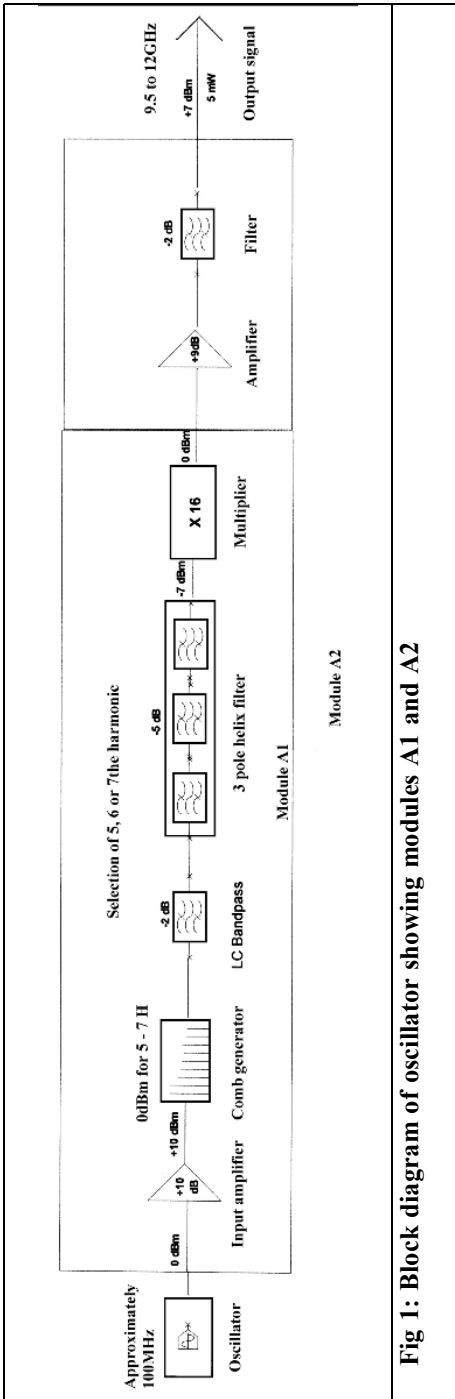 Approximately
100MHz
Oscillator
0 dBm
+10
dB
Input amplifier
+10 dBm
0dBm for 5 - 7 H
Comb generator
-2 dB
LC Bandpass
Selection of 5, 6 or 7the harmonic
-5 dB
3 pole helix filter
Module A1
-7 dBm
X 16
Multiplier
0 dBm
Module A2
+9dB
Amplifier
-2 dB
Filter
9.5 to 12GHz
+7 dBm
5 mW
Output signal
Fig 1: Block diagram of oscillator showing modules A1 and A2